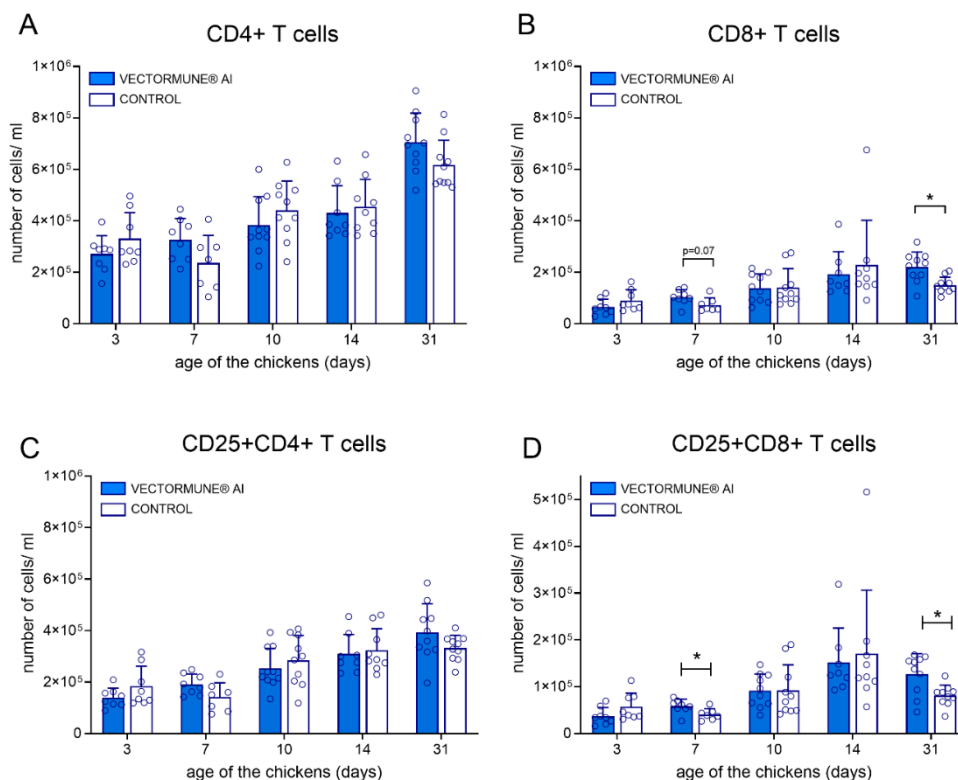 A
CD4+ T cells
number of cells/ ml
1×10⁶
8×10⁵
6×10⁵
4×10⁵
2×10⁵
0
VECTORMUNE® AI
CONTROL
3 7 10 14 31
age of the chickens (days)
B
CD8+ T cells
number of cells/ ml
1×10⁶
8×10⁵
6×10⁵
4×10⁵
2×10⁵
0
VECTORMUNE® AI
CONTROL
p=0.07
*
3 7 10 14 31
age of the chickens (days)
C
CD25+CD4+ T cells
number of cells/ ml
1×10⁶
8×10⁵
6×10⁵
4×10⁵
2×10⁵
0
VECTORMUNE® AI
CONTROL
3 7 10 14 31
age of the chickens (days)
D
CD25+CD8+ T cells
number of cells/ ml
5×10⁵
4×10⁵
3×10⁵
2×10⁵
1×10⁵
0
VECTORMUNE® AI
CONTROL
*
*
3 7 10 14 31
age of the chickens (days)